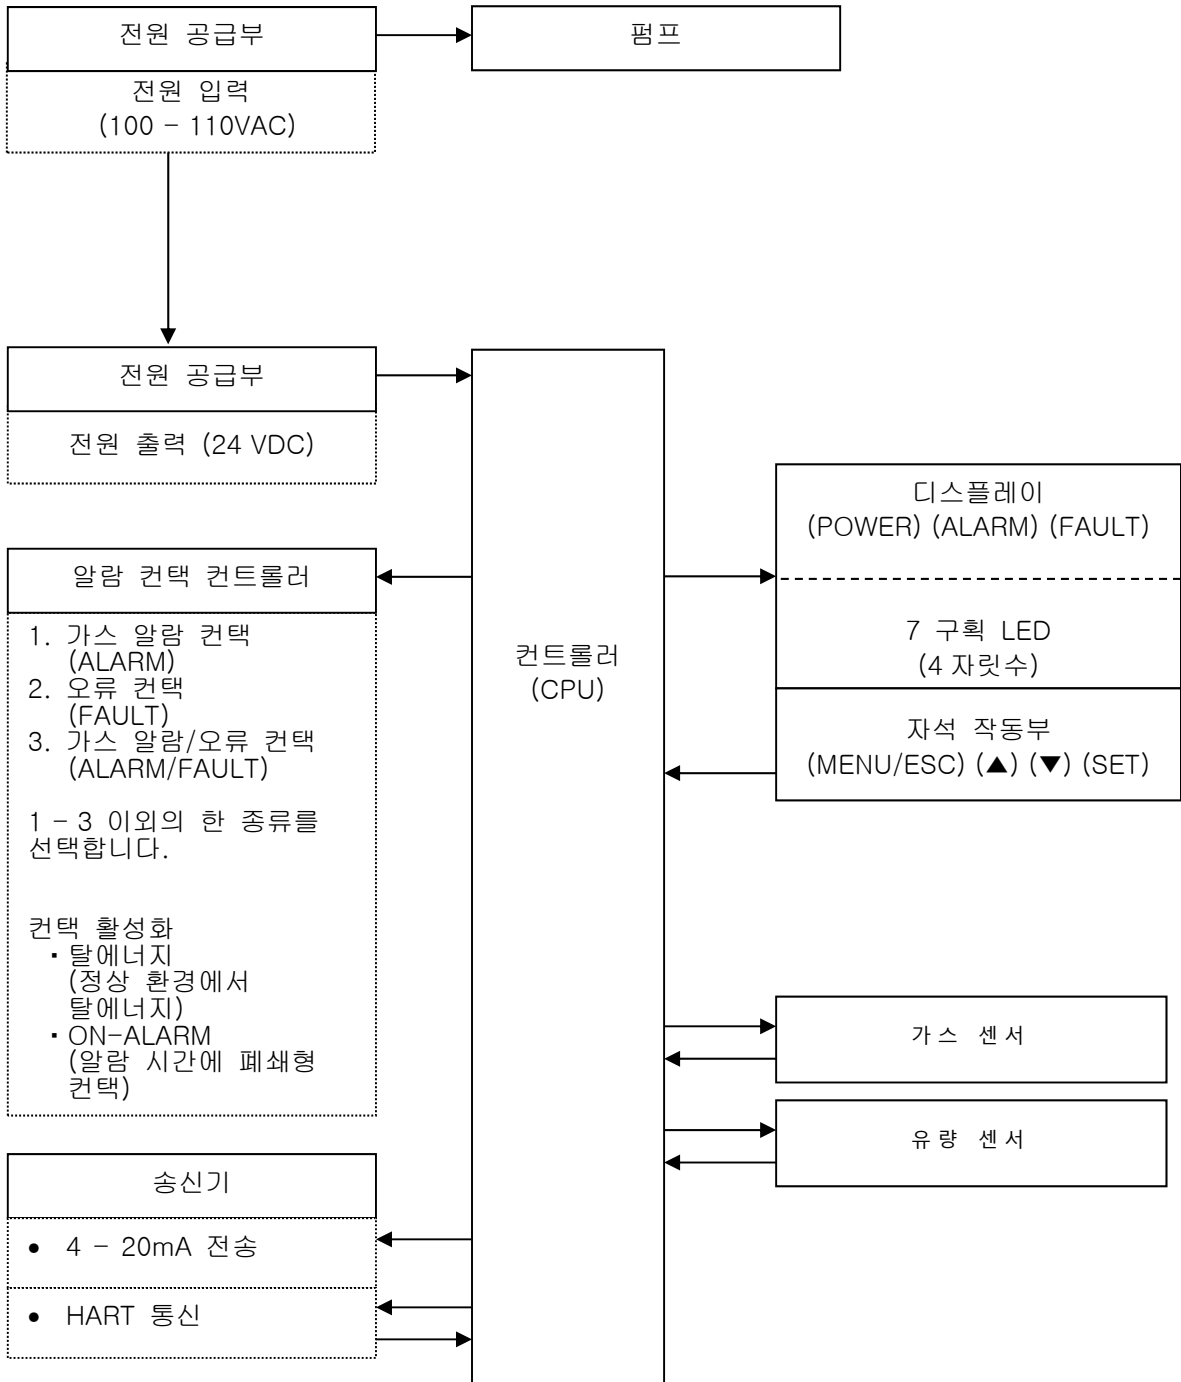 전원 공급부
펌프
전원 입력
(100 – 110VAC)
전원 공급부
전원 출력 (24 VDC)
알람 컨택 컨트롤러
1. 가스 알람 컨택
(ALARM)
2. 오류 컨택
(FAULT)
3. 가스 알람/오류 컨택
(ALARM/FAULT)
1 – 3 이외의 한 종류를
선택합니다.
컨택 활성화
・탈에너지
(정상 환경에서
탈에너지)
・ON-ALARM
(알람 시간에 폐쇄형
컨택)
송신기
• 4 – 20mA 전송
• HART 통신
컨트롤러
(CPU)
디스플레이
(POWER) (ALARM) (FAULT)
7 구획 LED
(4 자릿수)
자석 작동부
(MENU/ESC) (▲) (▼) (SET)
가스 센서
유량 센서